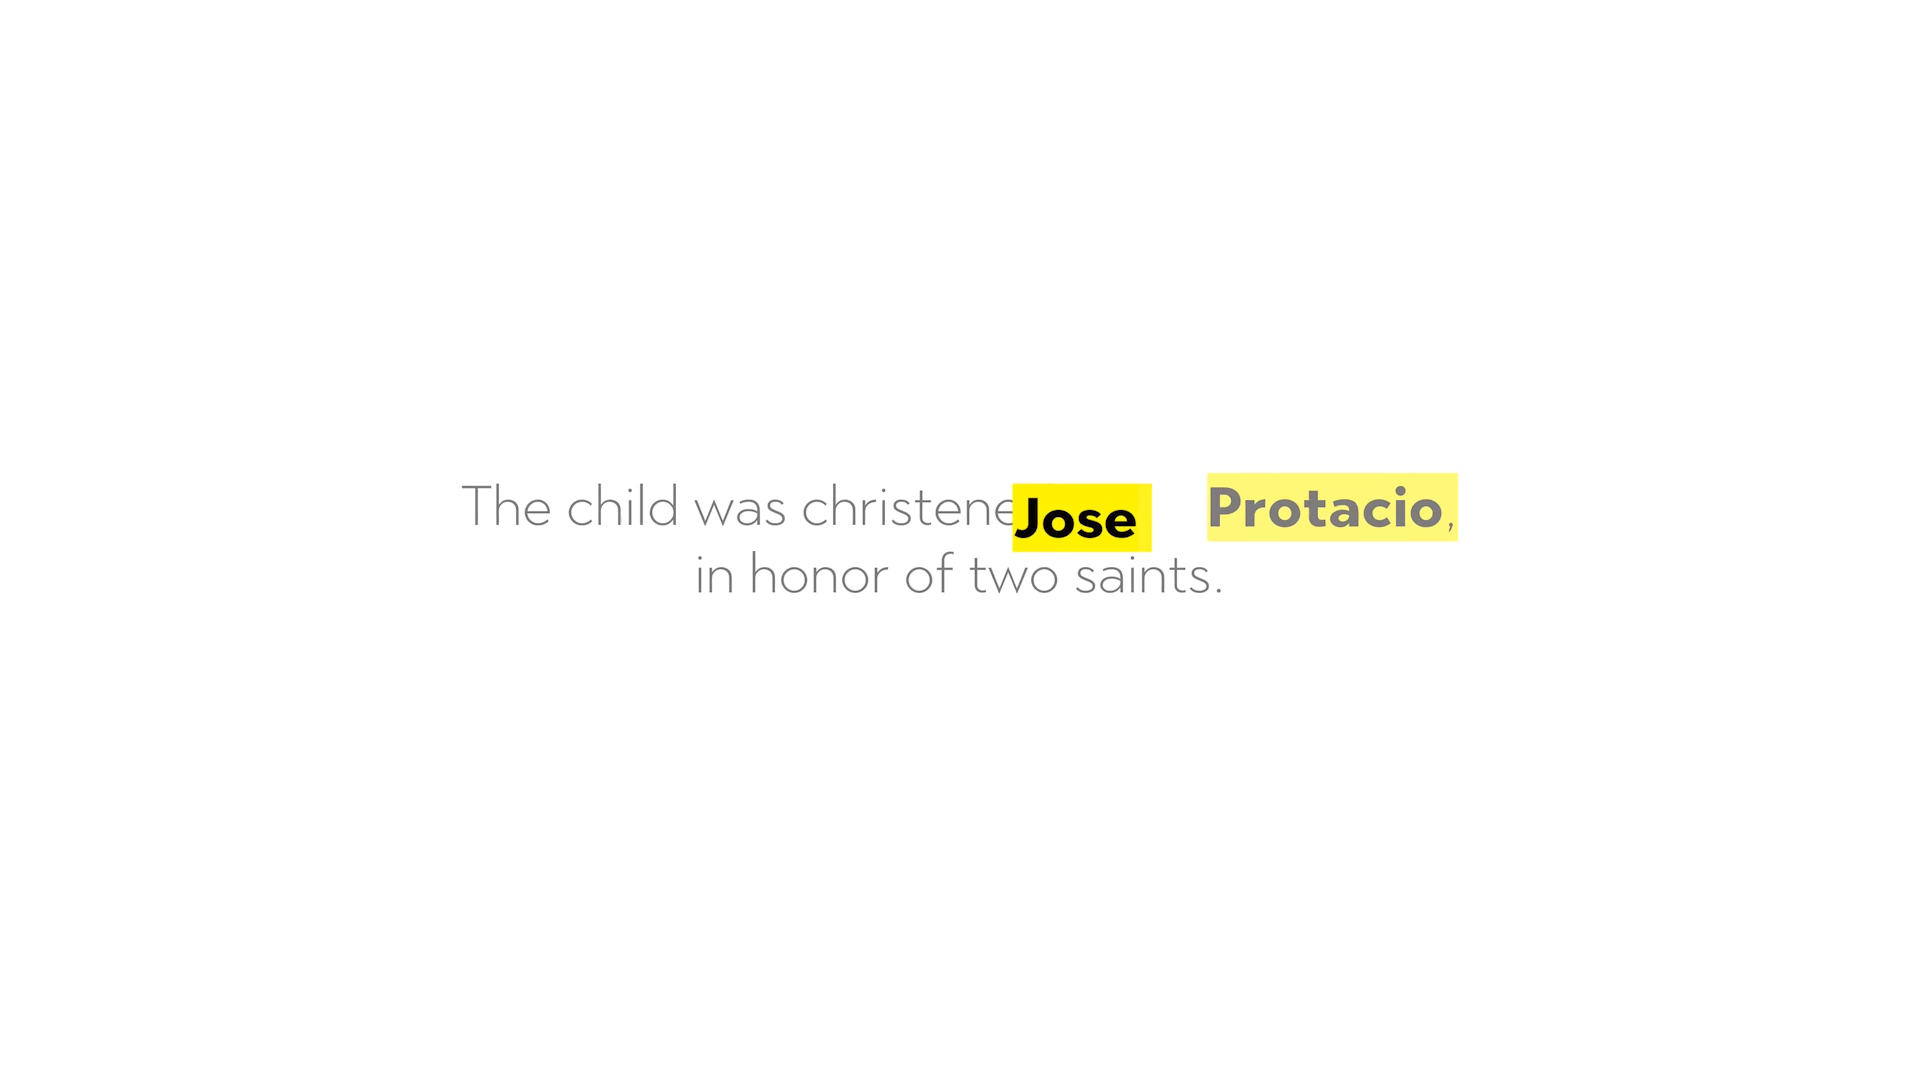 The child was christene Jose Protacio,
in honor of two saints.